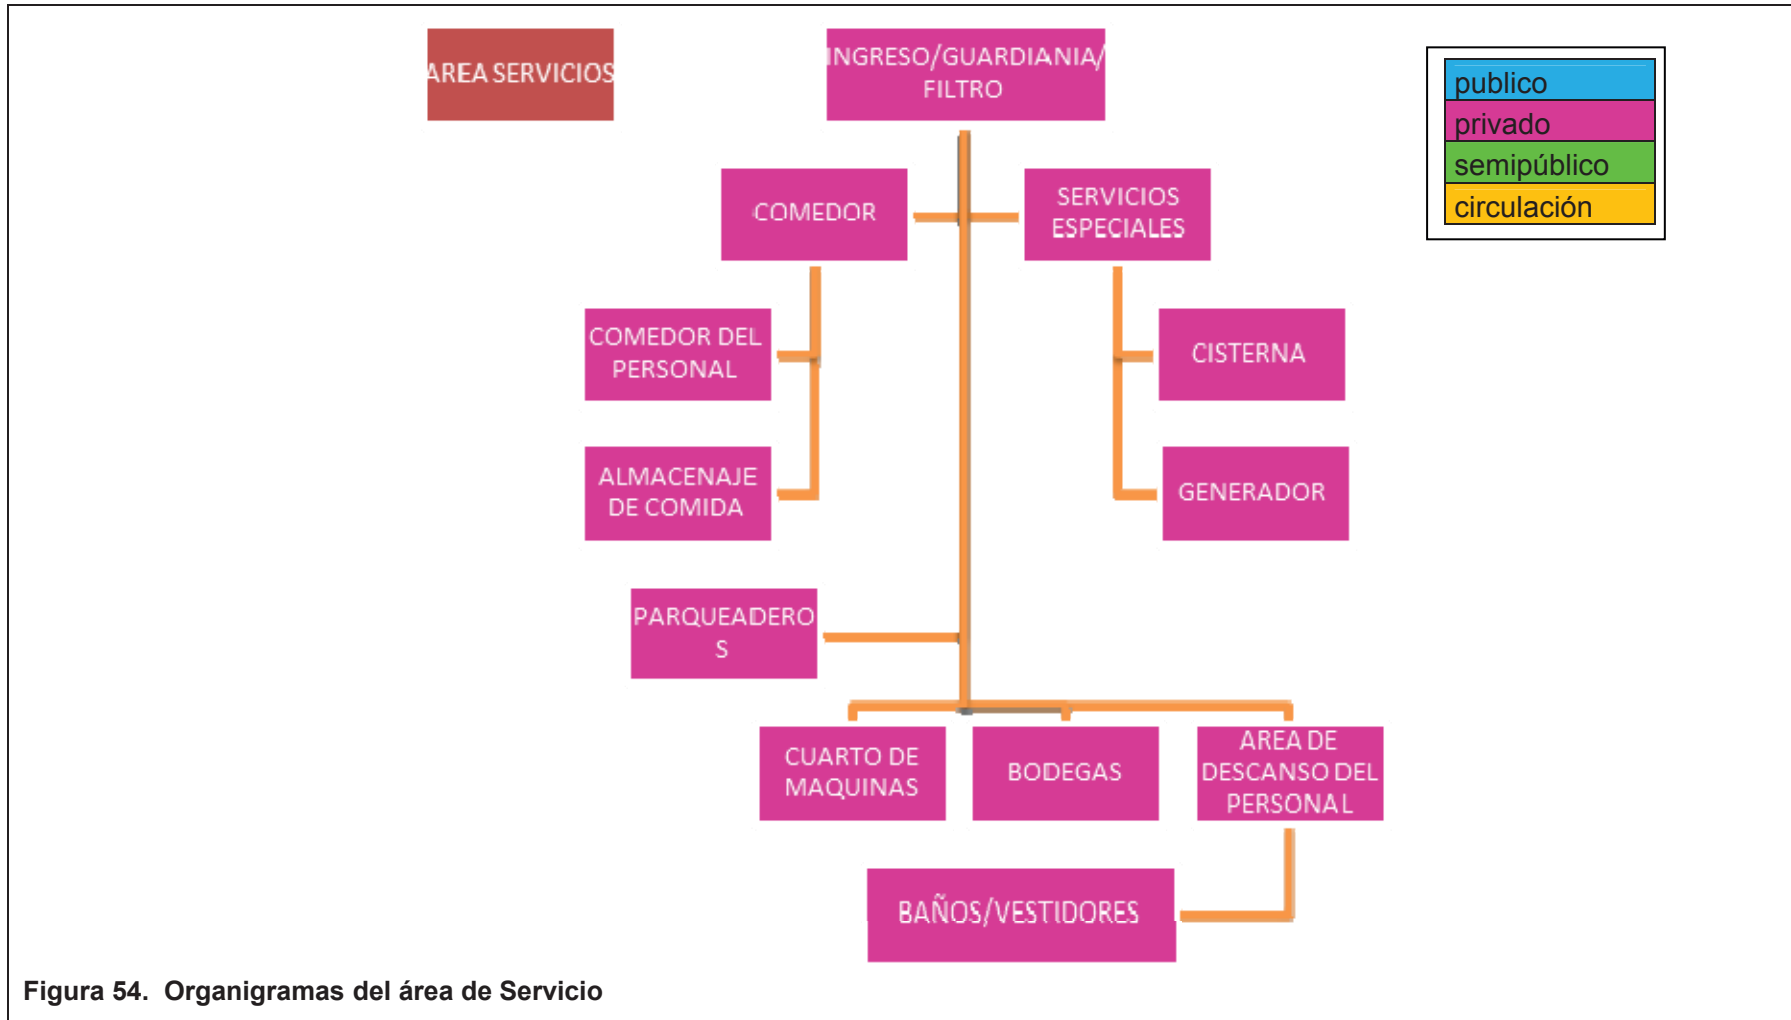 AREA SERVICIOS
INGRESO/GUARDIANIA/
FILTRO
publico
privado
semipúblico
circulación
COMEDOR
SERVICIOS
ESPECIALES
COMEDOR DEL
PERSONAL
CISTERNA
ALMACENAJE
DE COMIDA
GENERADOR
PARQUEADERO
S
CUARTO DE
MAQUINAS
BODEGAS
AREA DE
DESCANSO DEL
PERSONAL
BAÑOS/VESTIDORES
Figura 54. Organigramas del área de Servicio